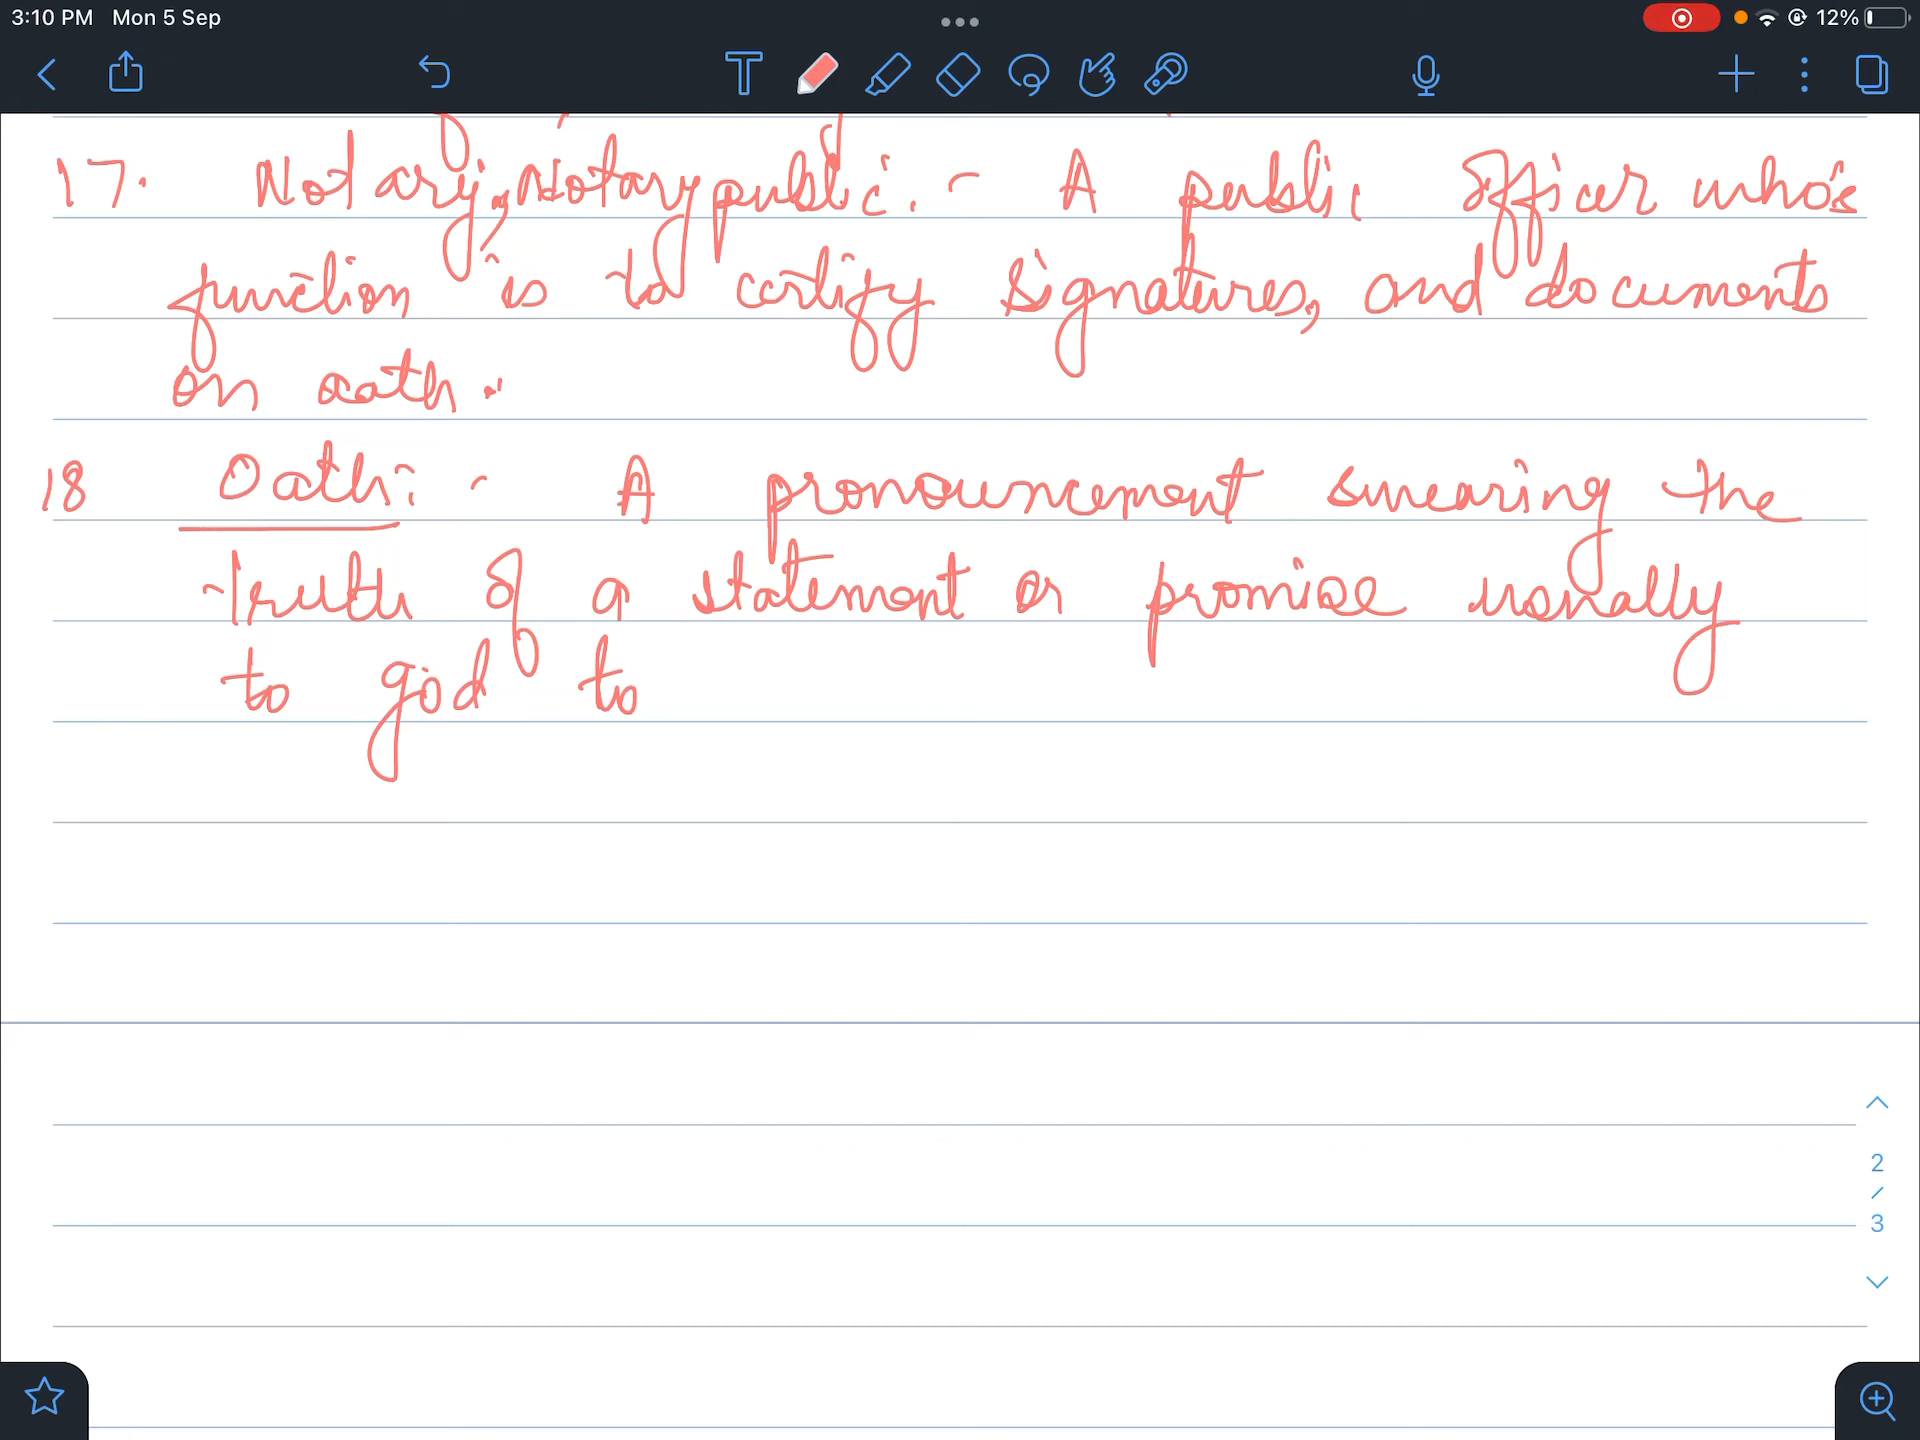 3:10 PM Mon 5 Sep
12%
17. Notary, Notary public. - A public officer who's
function is to certify signatures, and documents
on oath.
18 Oath: - A pronouncement swearing the
truth of a statement or promise usually
to god to
2
/
3